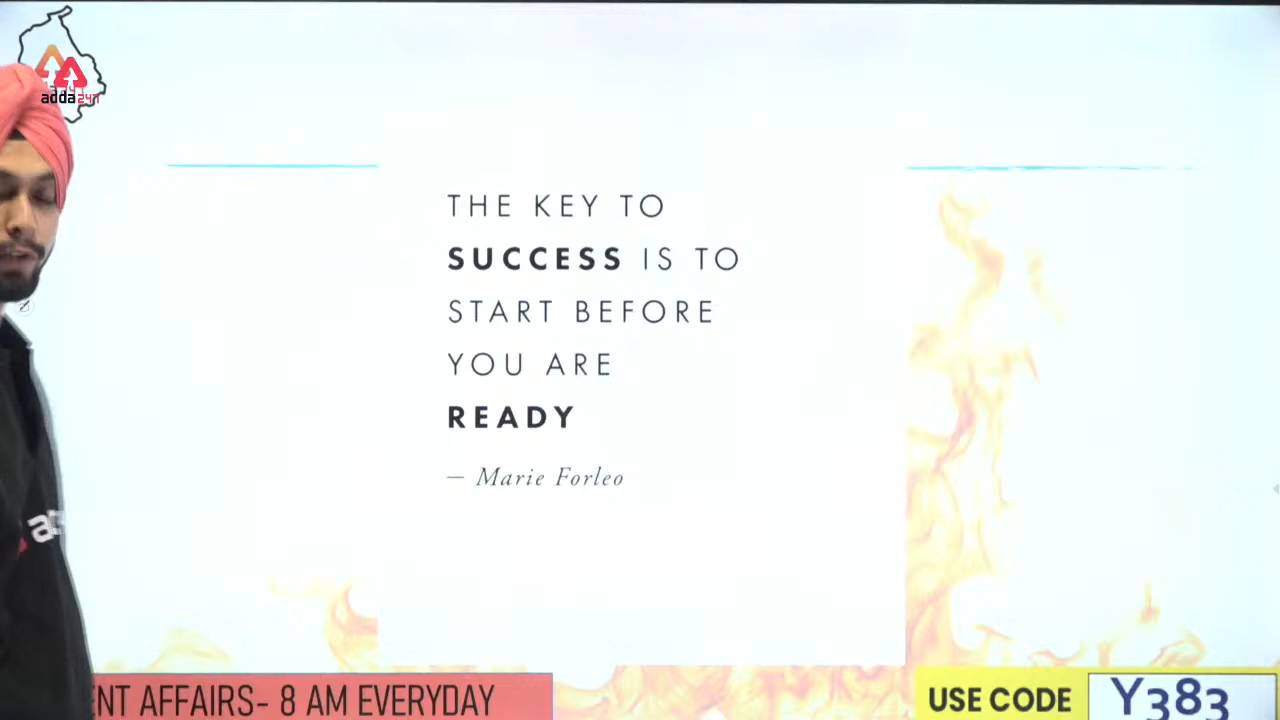 adda247
THE KEY TO
SUCCESS IS TO
START BEFORE
YOU ARE
READY
— Marie Forleo
ENT AFFAIRS- 8 AM EVERYDAY
USE CODE
Y383